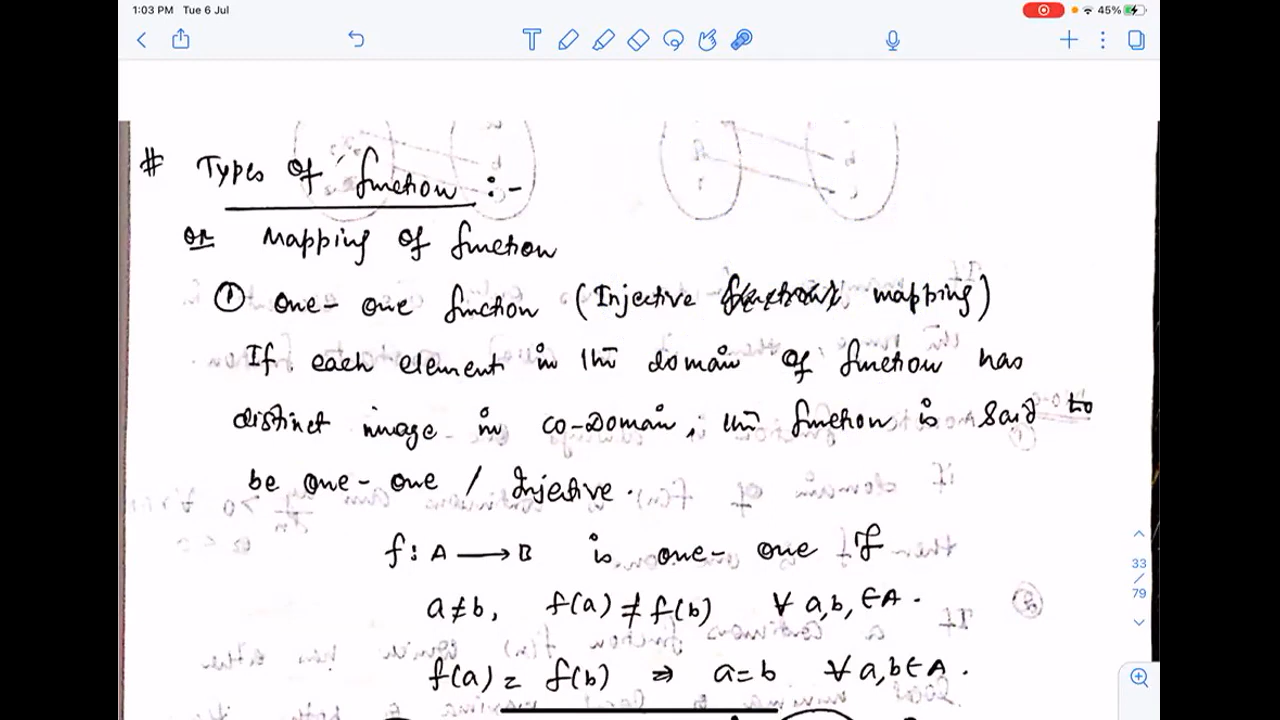 1:03 PM Tue 6 Jul 45%
T
# Types of function :-
or Mapping of function
① one-one function (Injective mapping)
If each element in the domain of function has
distinct image in co-Domain, the function is said to
be one-one / Injective.
f: A ⟶ B is one-one if
a≠b, f(a) ≠ f(b) ∀ a,b, ∈A.
f(a) = f(b) ⇒ a=b ∀ a,b∈A.
33
/
79